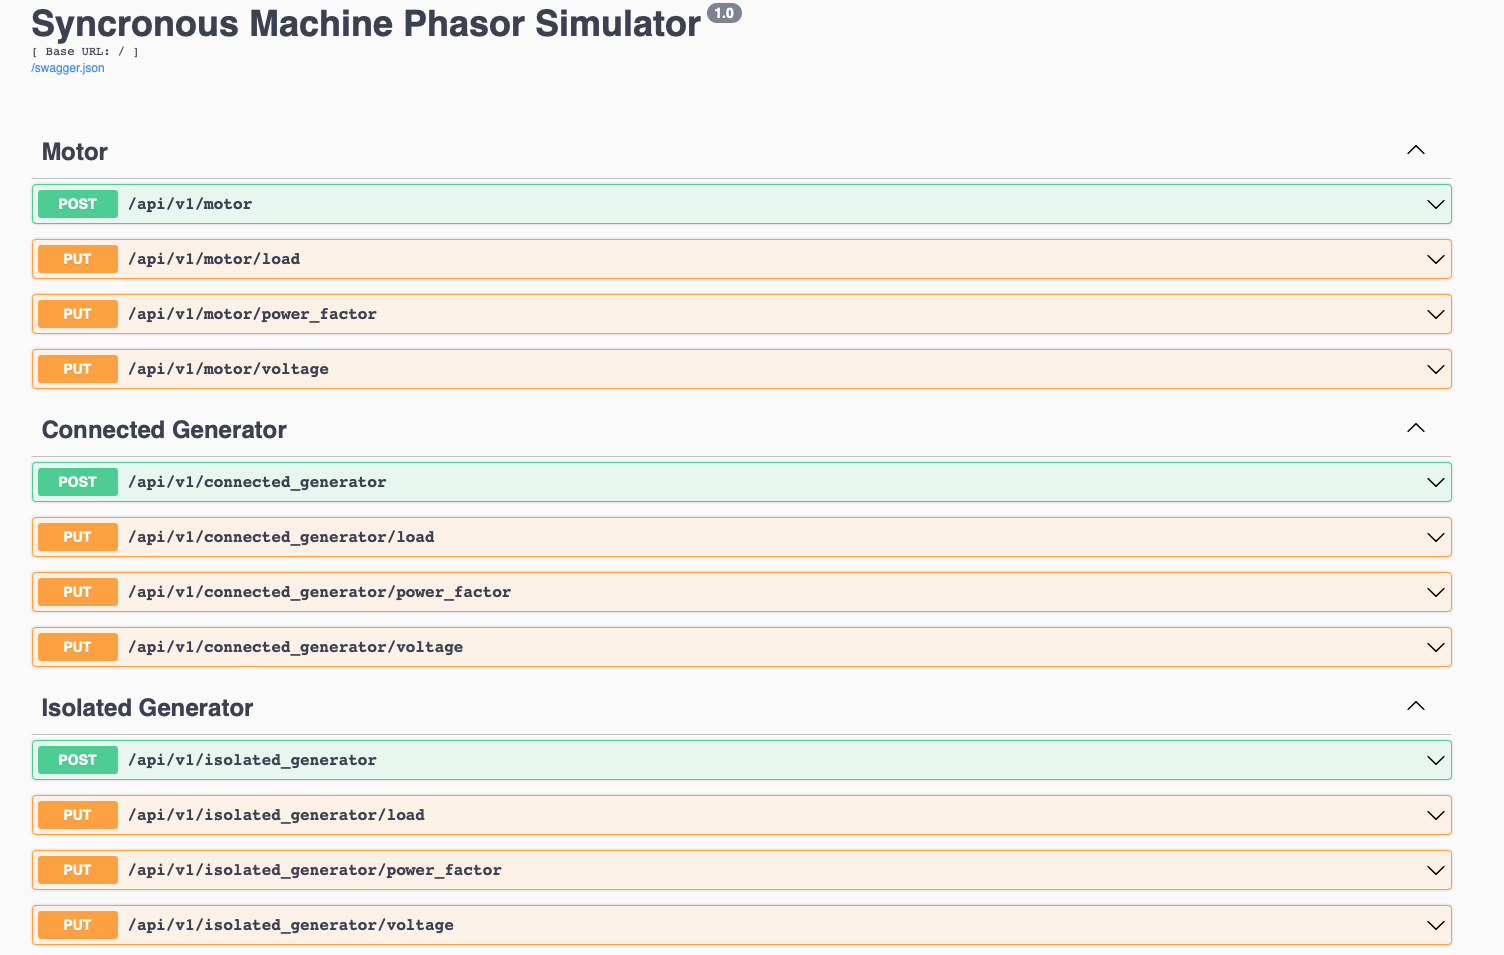 Syncronous Machine Phasor Simulator 1.0
[ Base URL: / ]
/swagger.json
Motor
POST /api/v1/motor
PUT /api/v1/motor/load
PUT /api/v1/motor/power_factor
PUT /api/v1/motor/voltage
Connected Generator
POST /api/v1/connected_generator
PUT /api/v1/connected_generator/load
PUT /api/v1/connected_generator/power_factor
PUT /api/v1/connected_generator/voltage
Isolated Generator
POST /api/v1/isolated_generator
PUT /api/v1/isolated_generator/load
PUT /api/v1/isolated_generator/power_factor
PUT /api/v1/isolated_generator/voltage